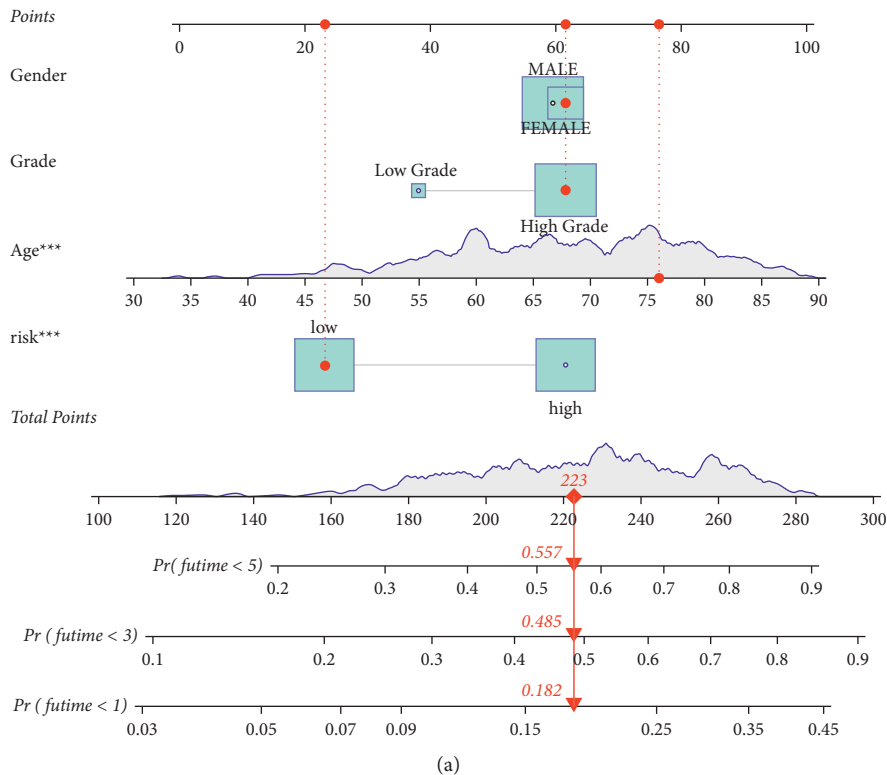 Points
0 20 40 60 80 100
Gender
MALE
FEMALE
Grade
Low Grade
High Grade
Age***
30 35 40 45 50 55 60 65 70 75 80 85 90
risk***
low
high
Total Points
223
100 120 140 160 180 200 220 240 260 280 300
0.557
Pr( futime < 5)
0.2 0.3 0.4 0.5 0.6 0.7 0.8 0.9
0.485
Pr ( futime < 3)
0.1 0.2 0.3 0.4 0.5 0.6 0.7 0.8 0.9
0.182
Pr ( futime < 1)
0.03 0.05 0.07 0.09 0.15 0.25 0.35 0.45
(a)